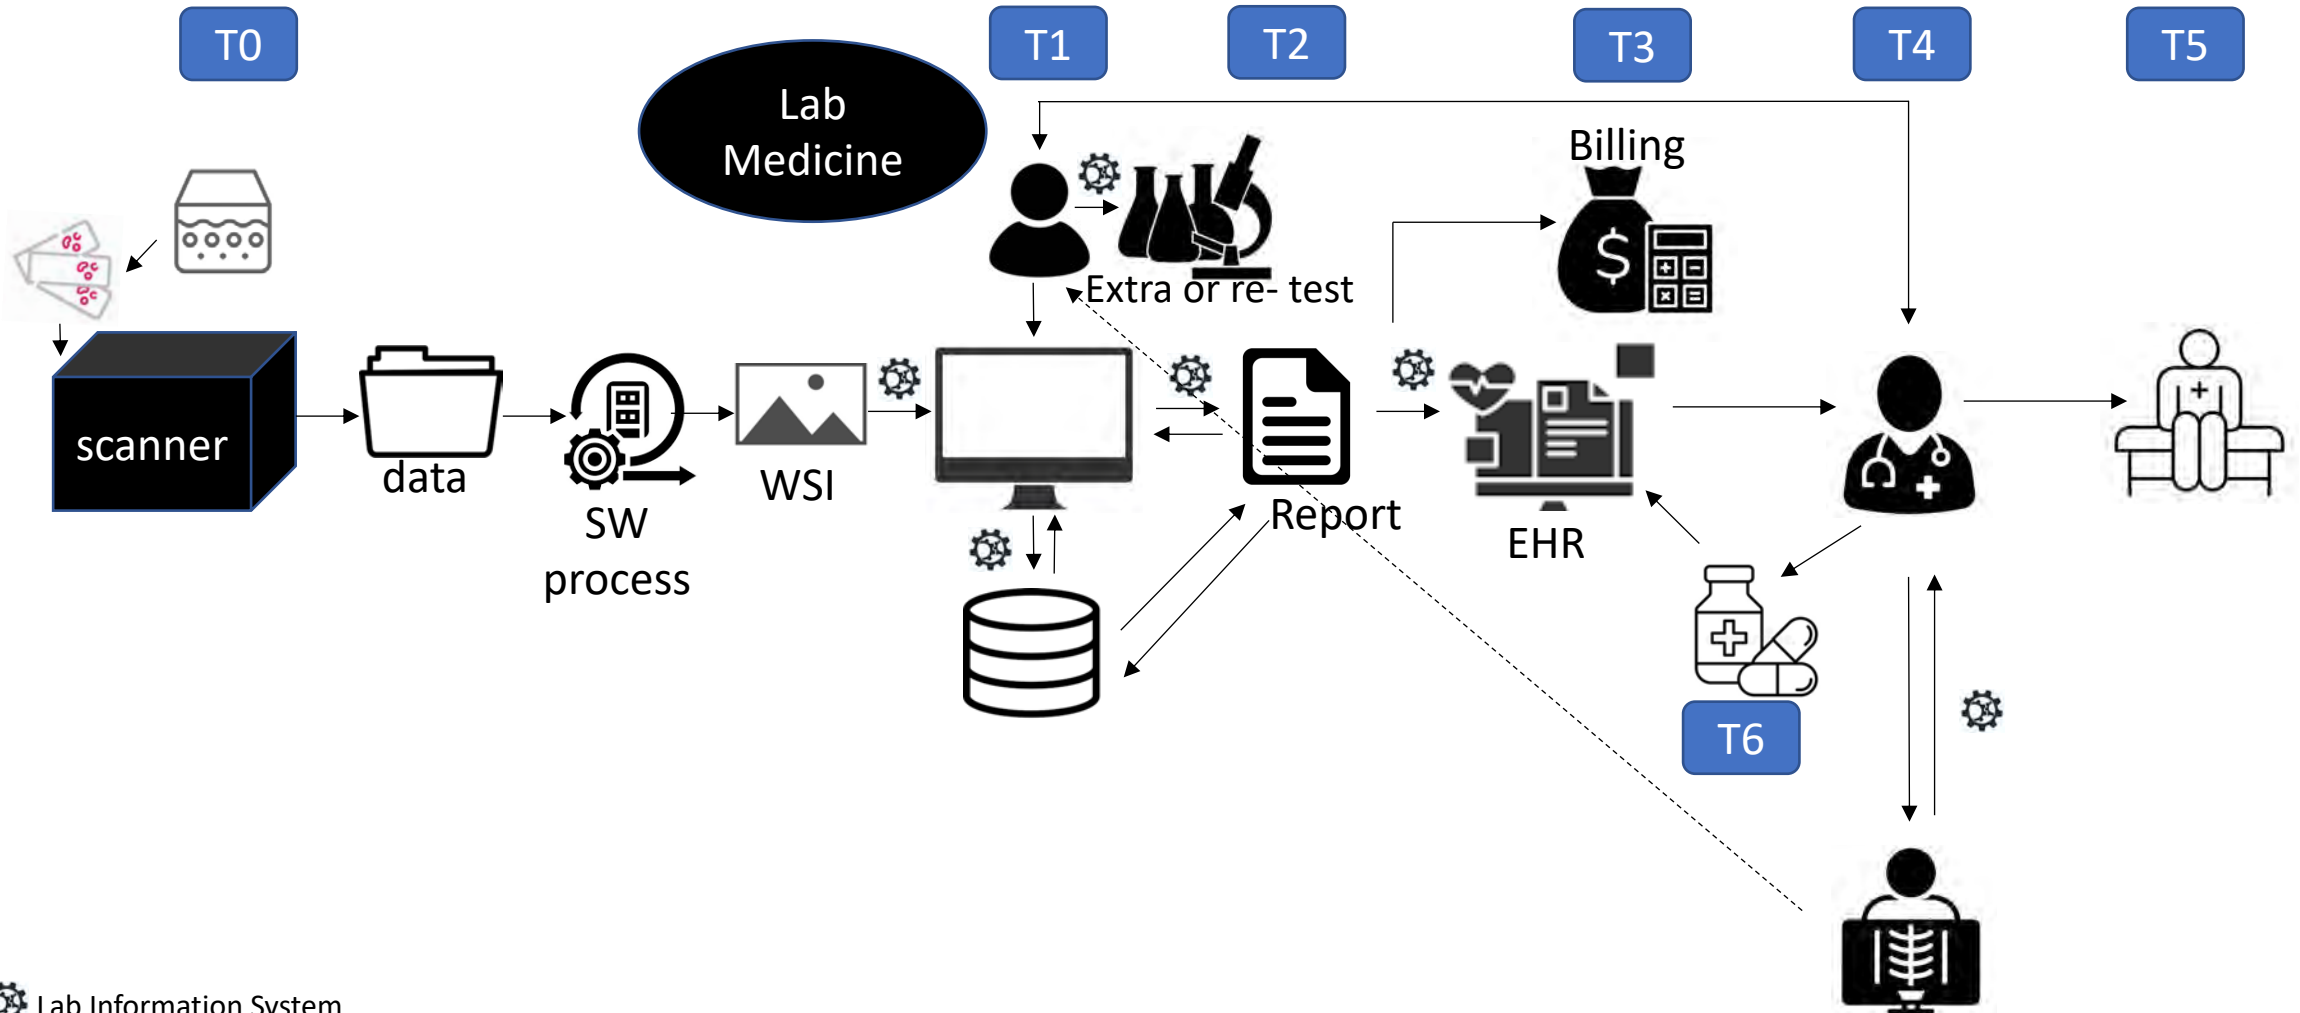 T0
T1
T2
T3
T4
T5
Lab
Medicine
Billing
$
Extra or re- test
scanner
data
SW
process
WSI
Report
EHR
T6
Lab Information System